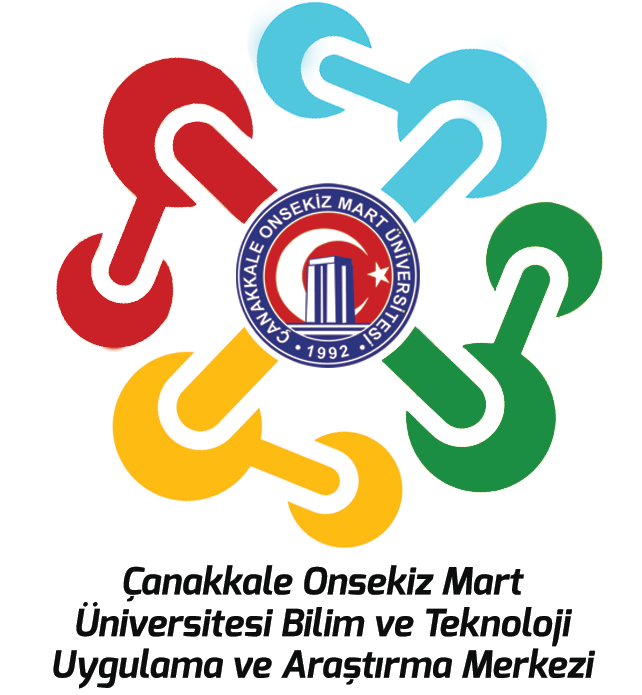 ÇANAKKALE ONSEKİZ MART ÜNİVERSİTESİ
• 1992 •
Çanakkale Onsekiz Mart
Üniversitesi Bilim ve Teknoloji
Uygulama ve Araştırma Merkezi